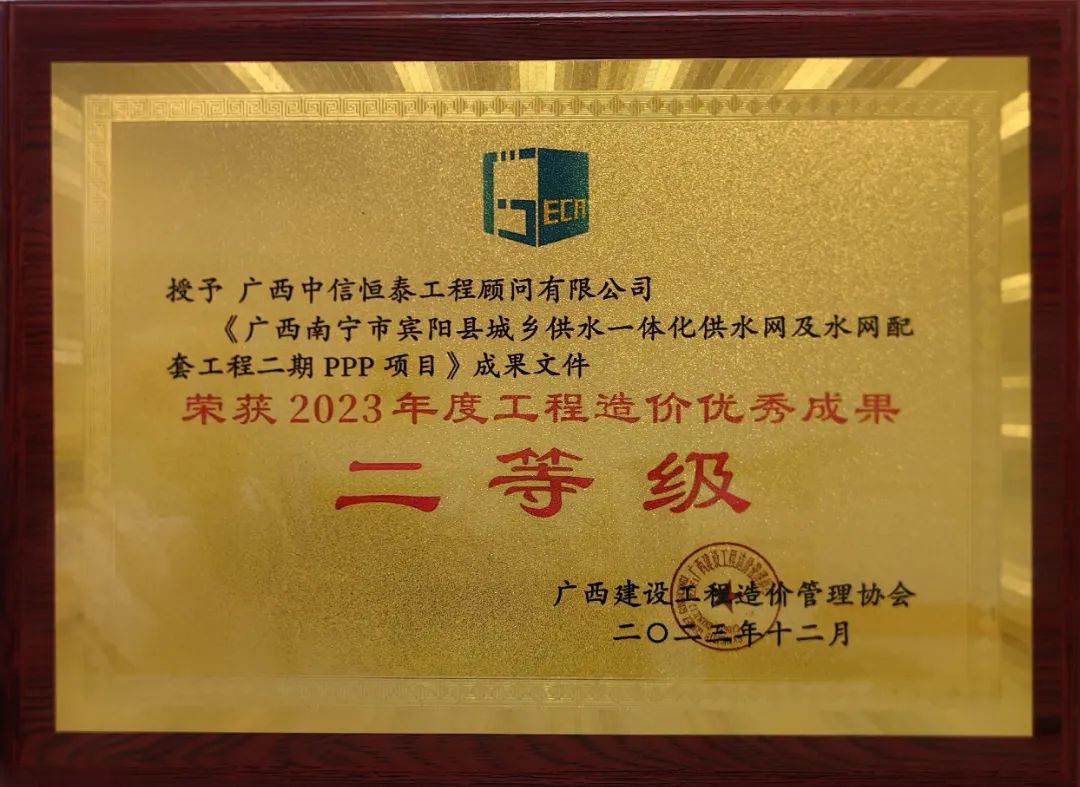 ECA
授予 广西中信恒泰工程顾问有限公司
《广西南宁市宾阳县城乡供水一体化供水网及水网配
套工程二期 PPP 项目》成果文件
荣获2023年度工程造价优秀成果
二等级
广西建设工程造价管理协会
二〇二三年十二月